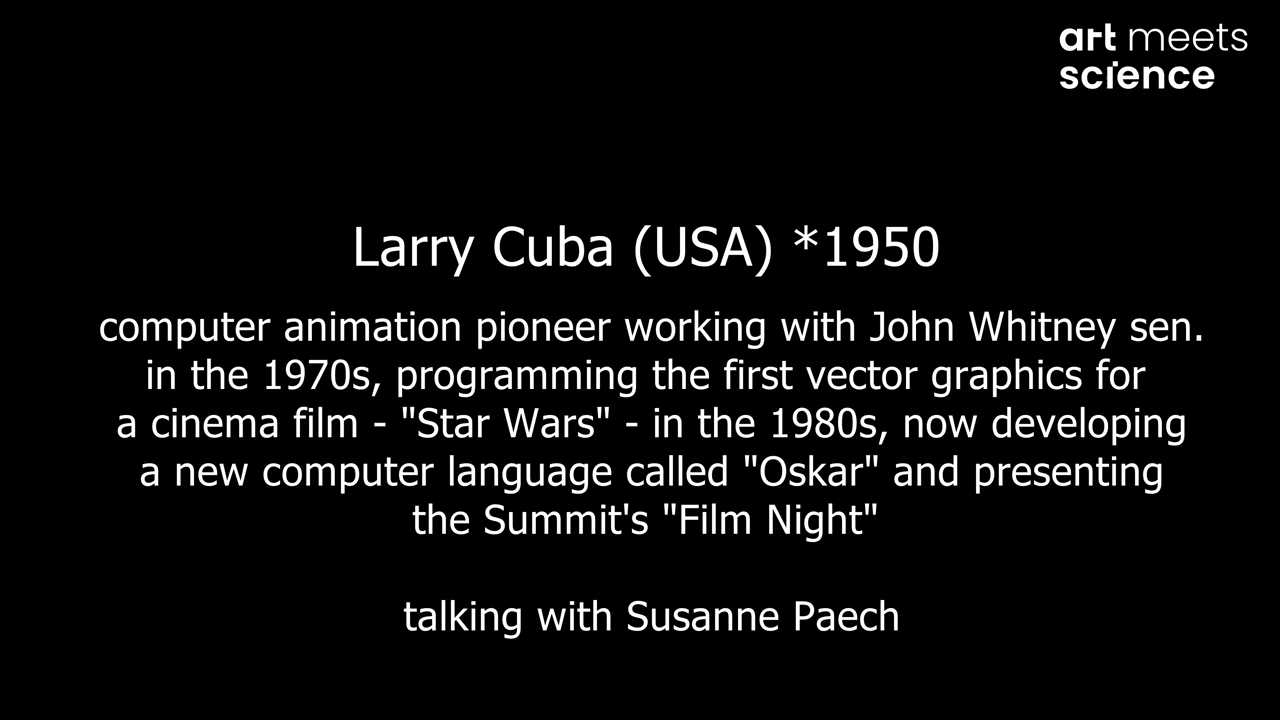 art meets
science
Larry Cuba (USA) *1950
computer animation pioneer working with John Whitney sen.
in the 1970s, programming the first vector graphics for
a cinema film - "Star Wars" - in the 1980s, now developing
a new computer language called "Oskar" and presenting
the Summit's "Film Night"
talking with Susanne Paech